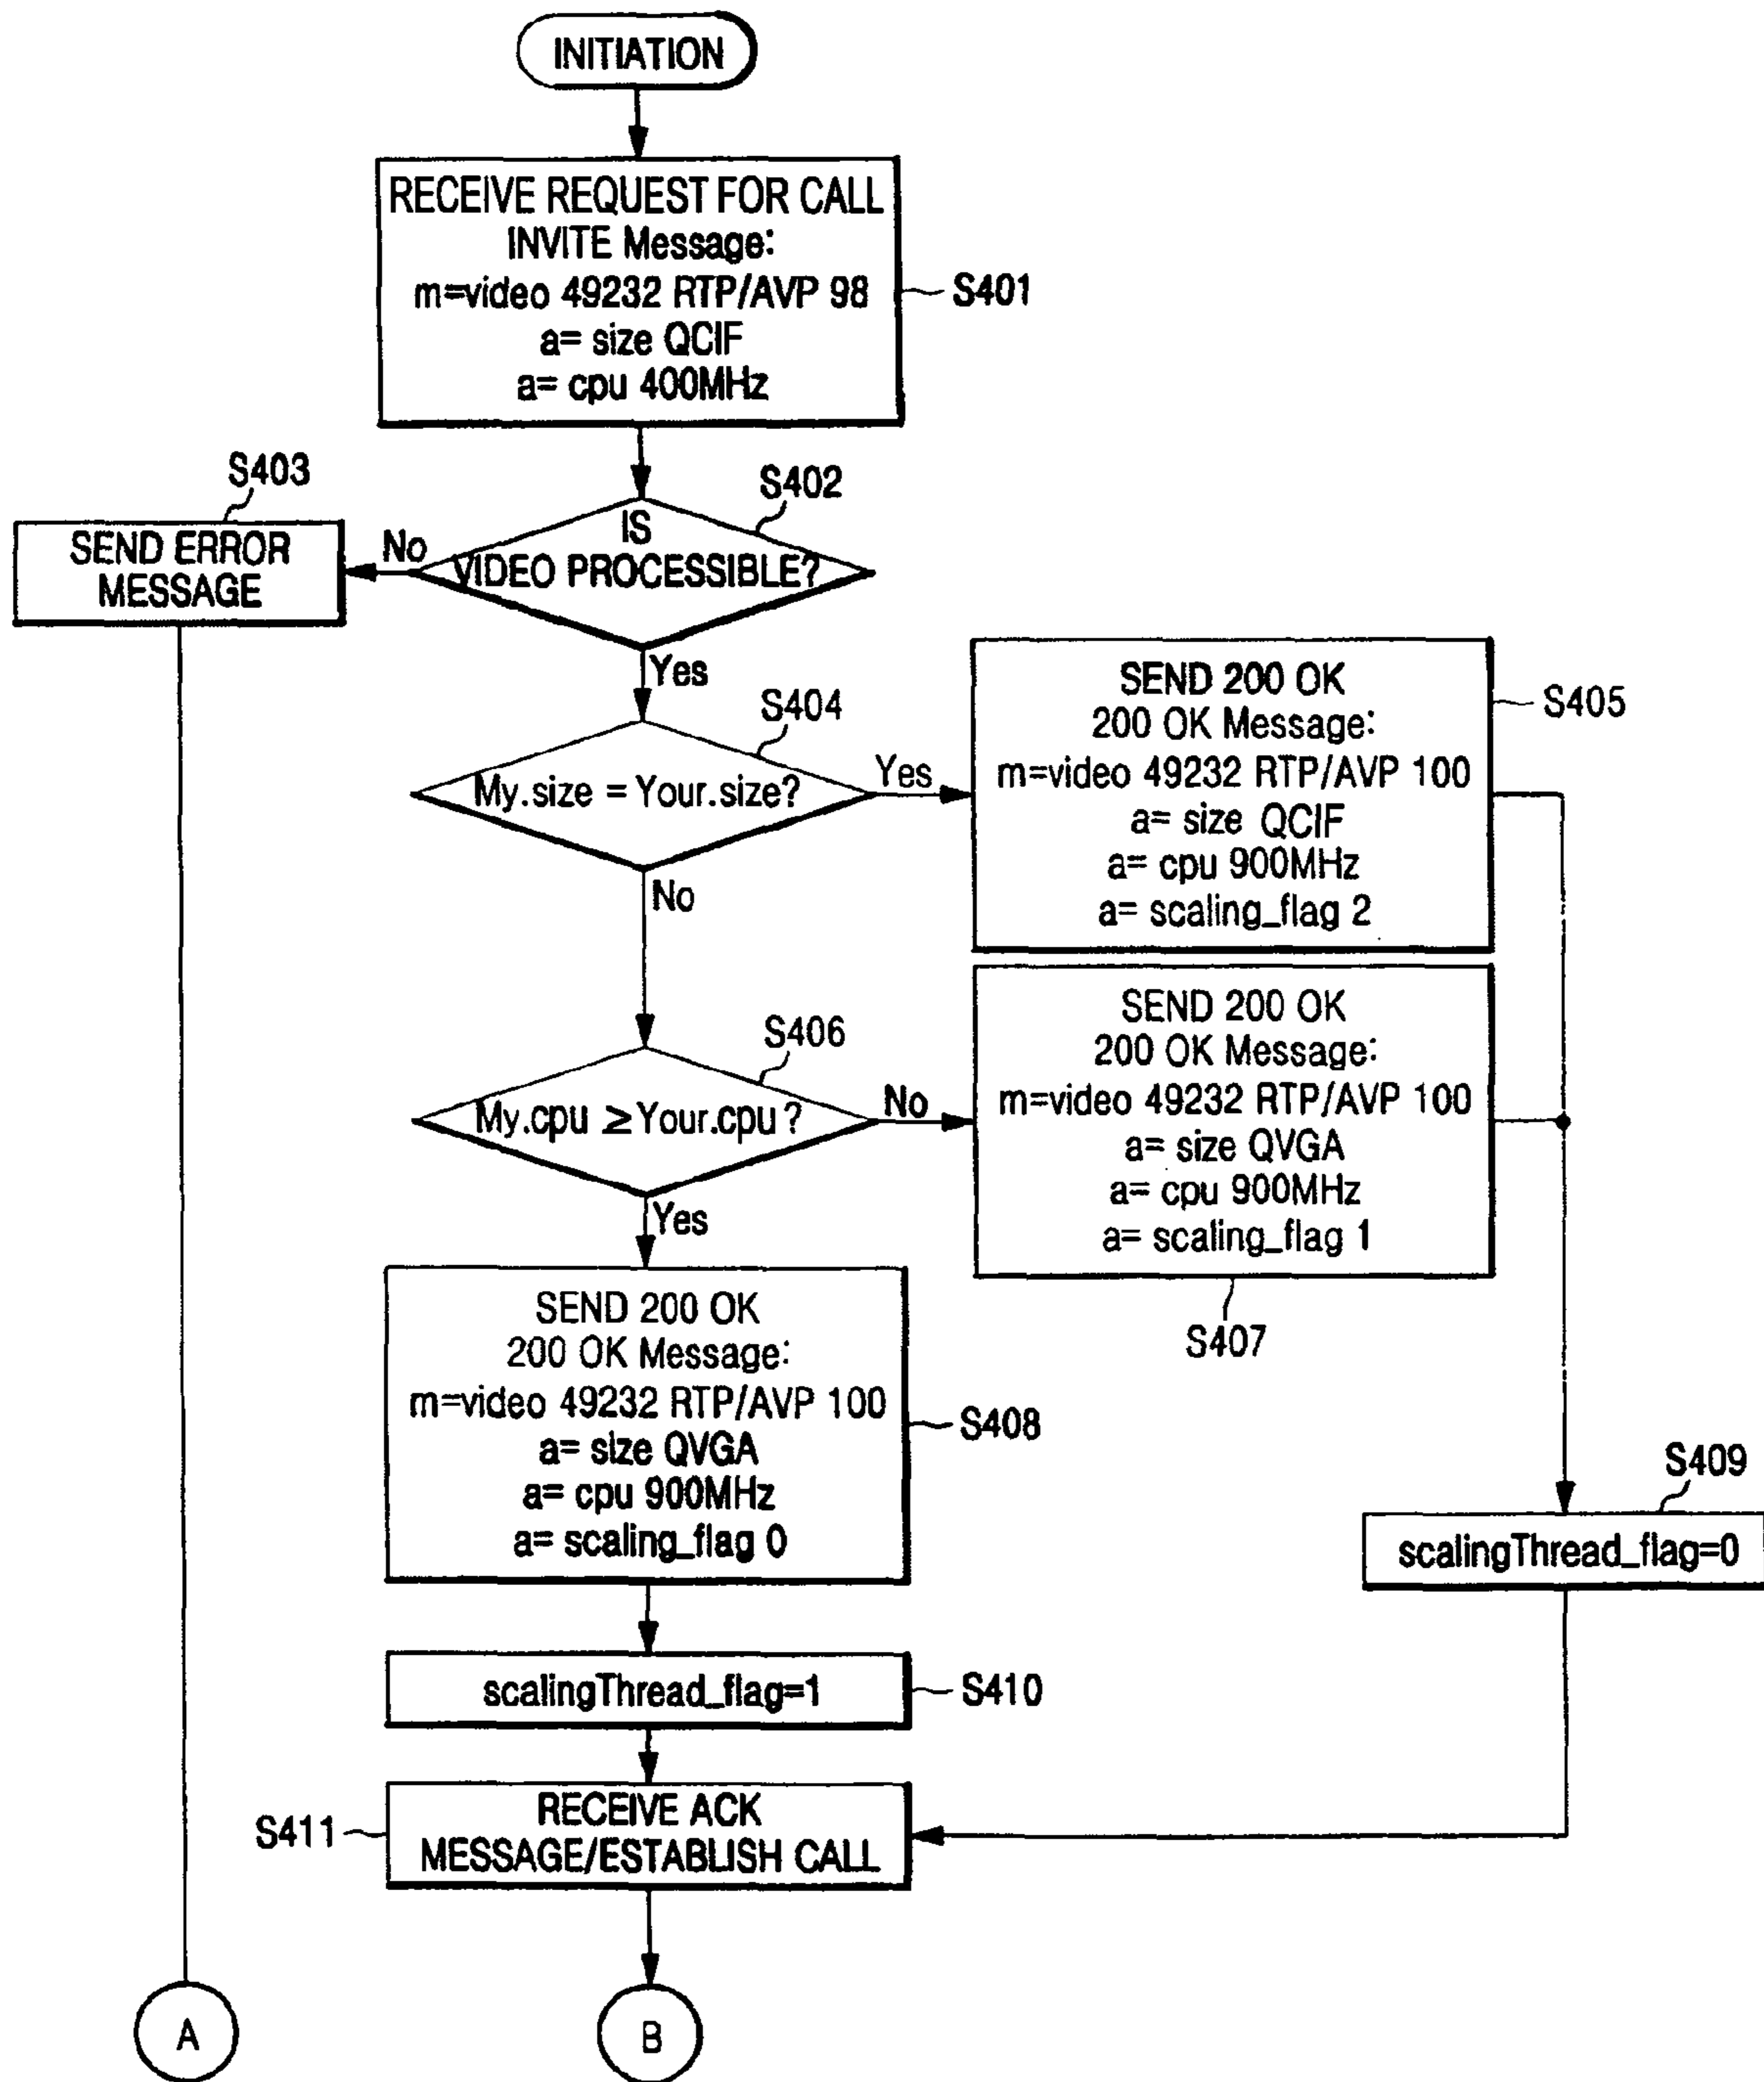 INITIATION
RECEIVE REQUEST FOR CALL
INVITE Message:
m=video 49232 RTP/AVP 98
a= size QCIF
a= cpu 400MHz
S401
S403
S402
SEND ERROR
MESSAGE
No
IS
VIDEO PROCESSIBLE?
Yes
S404
My.size = Your.size?
Yes
No
SEND 200 OK
200 OK Message:
m=video 49232 RTP/AVP 100
a= size QCIF
a= cpu 900MHz
a= scaling_flag 2
S405
S406
My.cpu ≥ Your.cpu ?
No
Yes
SEND 200 OK
200 OK Message:
m=video 49232 RTP/AVP 100
a= size QVGA
a= cpu 900MHz
a= scaling_flag 1
S407
SEND 200 OK
200 OK Message:
m=video 49232 RTP/AVP 100
a= size QVGA
a= cpu 900MHz
a= scaling_flag 0
S408
S409
scalingThread_flag=0
scalingThread_flag=1
S410
S411
RECEIVE ACK
MESSAGE/ESTABLISH CALL
A
B